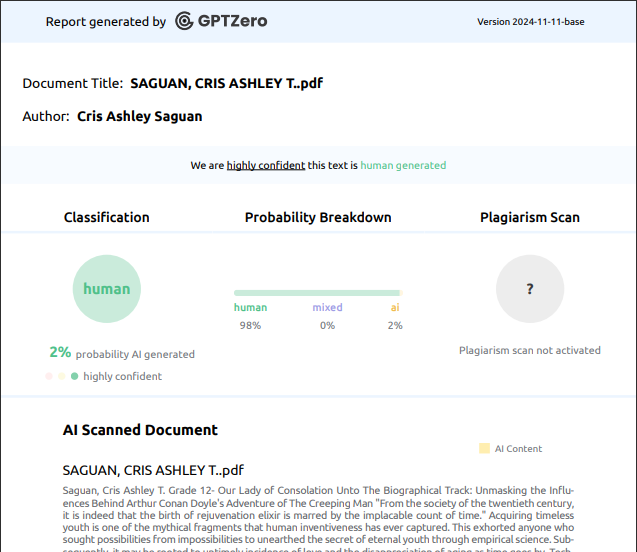 Report generated by GPTZero
Version 2024-11-11-base
Document Title: SAGUAN, CRIS ASHLEY T..pdf
Author: Cris Ashley Saguan
We are highly confident this text is human generated
Classification
Probability Breakdown
Plagiarism Scan
human
?
human mixed ai
98% 0% 2%
2% probability AI generated
Plagiarism scan not activated
highly confident
AI Scanned Document
AI Content
SAGUAN, CRIS ASHLEY T..pdf
Saguan, Cris Ashley T. Grade 12- Our Lady of Consolation Unto The Biographical Track: Unmasking the Influ-
ences Behind Arthur Conan Doyle's Adventure of The Creeping Man "From the society of the twentieth century,
it is indeed that the birth of rejuvenation elixir is marred by the implacable count of time." Acquiring timeless
youth is one of the mythical fragments that human inventiveness has ever captured. This exhorted anyone who
sought possibilities from impossibilities to unearthed the secret of eternal youth through empirical science. Sub-
sequently, it may be rooted to untimely incidence of love and the disappreciation of aging as time goes by. Tech-